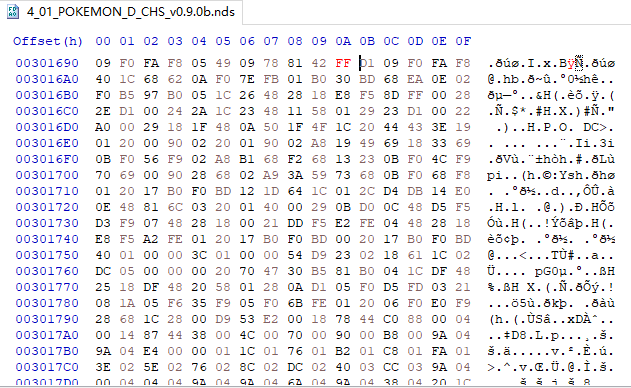 4_01_POKEMON_D_CHS_v0.9.0b.nds
Offset(h) 00 01 02 03 04 05 06 07 08 09 0A 0B 0C 0D 0E 0F
00301690 09 F0 FA F8 05 49 09 78 81 42 FF D1 09 F0 FA F8 .ðúø.I.x.BÿÑ.ðúø
003016A0 40 1C 68 62 0A F0 7E FB 01 B0 30 BD 68 EA 0E 02 @.hb.ð~û.°0½hê..
003016B0 F0 B5 97 B0 05 1C 26 48 28 18 E8 F5 8D FF 00 28 ðµ—°..&H(.èõ.ÿ.(
003016C0 2E D1 00 24 2A 1C 23 48 11 58 01 29 23 D1 00 22 .Ñ.$*.#H.X.)#Ñ."
003016D0 A0 00 29 18 1F 48 0A 50 1F 4F 1C 20 44 43 3E 19 .)..H.P.O. DC>.
003016E0 01 20 00 90 02 20 01 90 02 A8 19 49 69 18 33 69 . ... ...¨.Ii.3i
003016F0 0B F0 56 F9 02 A8 B1 68 F2 68 13 23 0B F0 4C F9 .ðVù.¨±hòh.#.ðLù
00301700 70 69 00 90 28 68 02 A9 3A 59 73 68 0B F0 68 F8 pi..(h.©:Ysh.ðhø
00301710 01 20 17 B0 F0 BD 12 1D 64 1C 01 2C D4 DB 14 E0 . .°ð½..d..,ÔÛ.à
00301720 0E 48 81 6C 03 20 01 40 00 29 0B D0 0C 48 D5 F5 .H.l. .@.).Ð.HÕõ
00301730 D3 F9 07 48 28 18 00 21 DD F5 E2 FE 04 48 28 18 Óù.H(..!Ýõâþ.H(.
00301740 E8 F5 A2 FE 01 20 17 B0 F0 BD 00 20 17 B0 F0 BD èõ¢þ. .°ð½. .°ð½
00301750 40 01 00 00 3C 01 00 00 54 D9 23 02 18 61 1C 02 @...<...TÙ#..a..
00301760 DC 05 00 00 00 20 70 47 30 B5 81 B0 04 1C DF 48 Ü.... pG0µ.°..ßH
00301770 25 18 DF 48 20 58 01 28 0A D1 05 F0 D5 FD 03 21 %.ßH X.(.Ñ.ðÕý.!
00301780 08 1A 05 F6 35 F9 05 F0 6B FE 01 20 06 F0 E0 F9 ...ö5ù.ðkþ. .ðàù
00301790 28 68 1C 28 00 D9 53 E2 00 18 78 44 C0 88 00 04 (h.(.ÙSâ..xDÀˆ..
003017A0 00 14 87 44 38 00 4C 00 70 00 90 00 B8 00 9A 04 ..‡D8.L.p...¸.š.
003017B0 9A 04 E4 00 00 01 1C 01 76 01 B2 01 C8 01 FA 01 š.ä.....v.².È.ú.
003017C0 3E 02 5E 02 76 02 8C 02 DC 02 40 03 CC 03 9A 04 >.^.v.Œ.Ü.@.Ì.š.